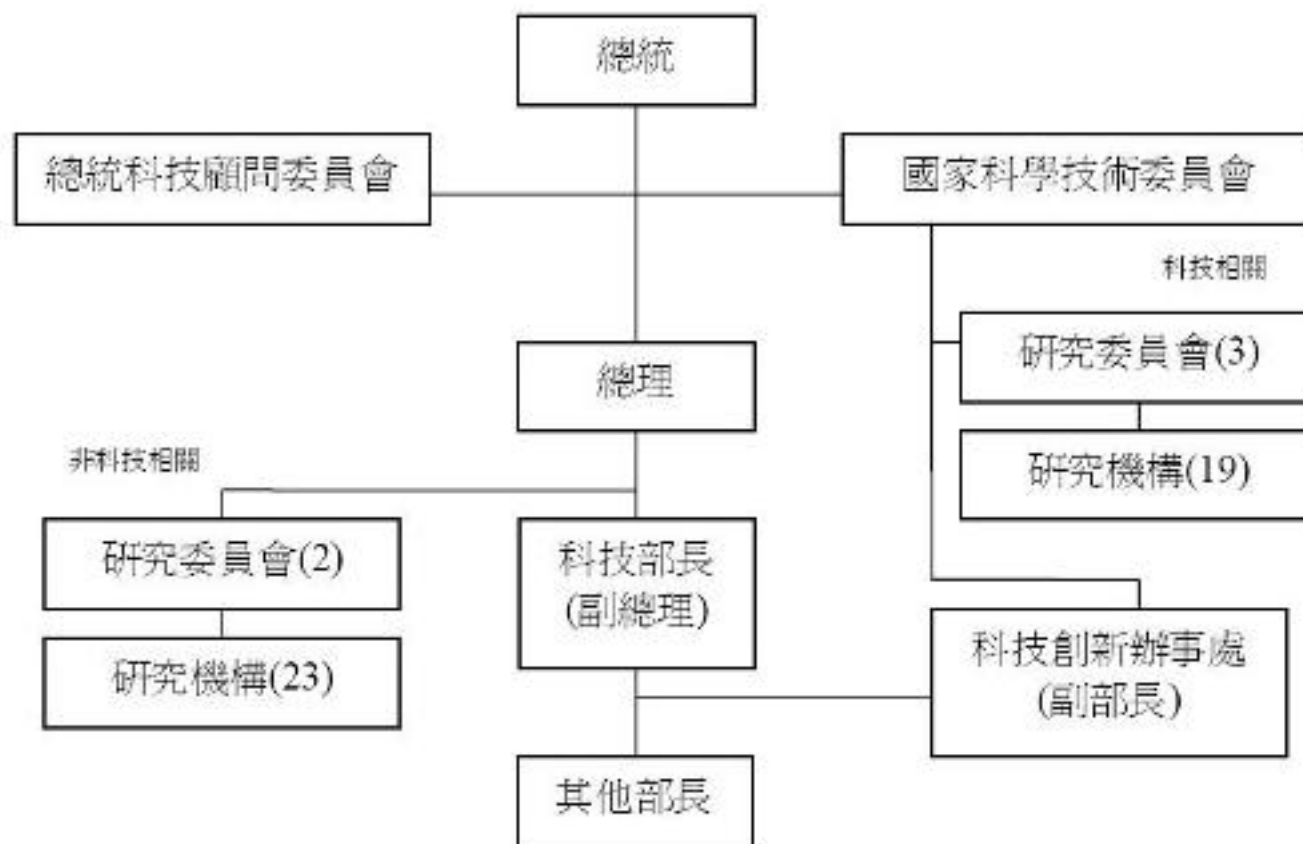 總統
總統科技顧問委員會
國家科學技術委員會
科技相關
研究委員會(3)
總理
研究機構(19)
非科技相關
研究委員會(2)
科技部長
(副總理)
研究機構(23)
科技創新辦事處
(副部長)
其他部長